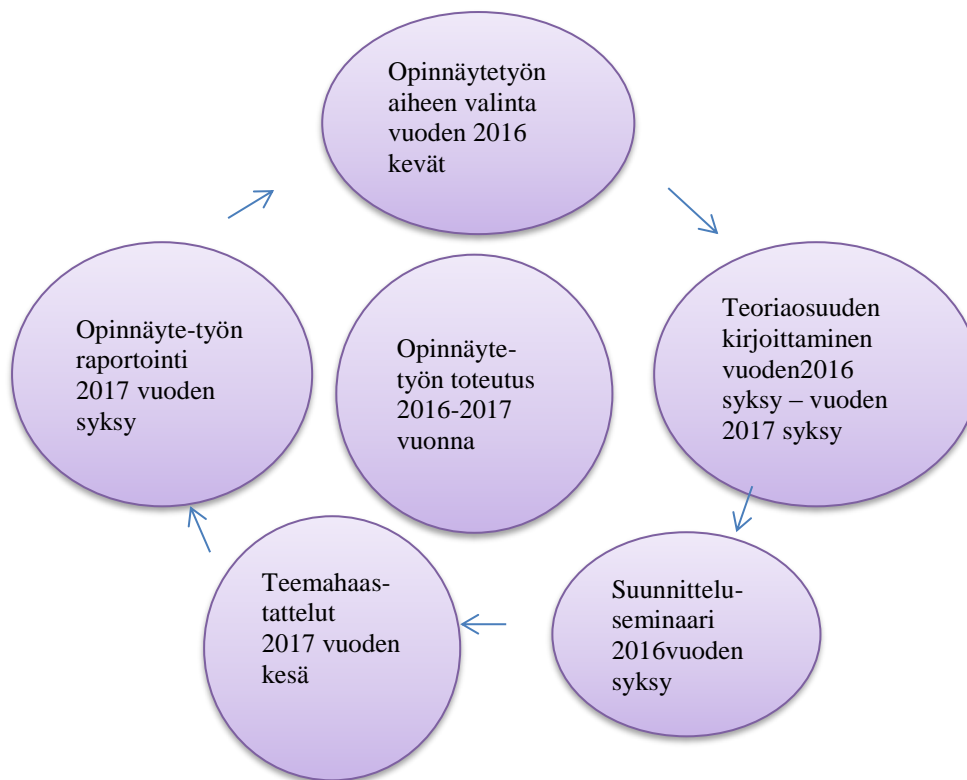 Opinnäytetyön
aiheen valinta
vuoden 2016
kevät
Teoriaosuuden
kirjoittaminen
vuoden2016
syksy – vuoden
2017 syksy
Suunnittelu-
seminaari
2016vuoden
syksy
Teemahaas-
tattelut
2017 vuoden
kesä
Opinnäyte-työn
raportointi
2017 vuoden
syksy
Opinnäyte-
työn toteutus
2016-2017
vuonna